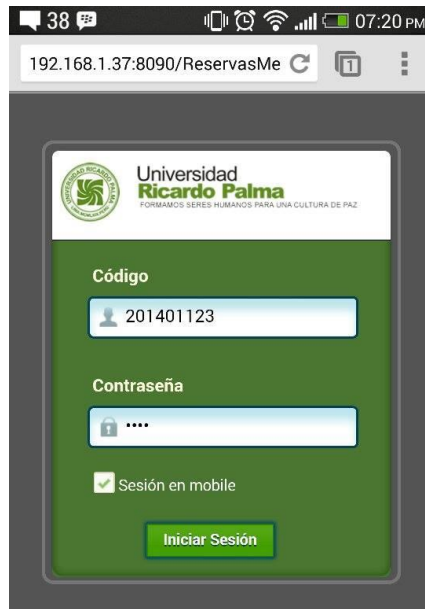 38 07:20 PM
192.168.1.37:8090/ReservasMe 1
Universidad
Ricardo Palma
FORMAMOS SERES HUMANOS PARA UNA CULTURA DE PAZ
Código
201401123
Contraseña
••••
Sesión en mobile
Iniciar Sesión